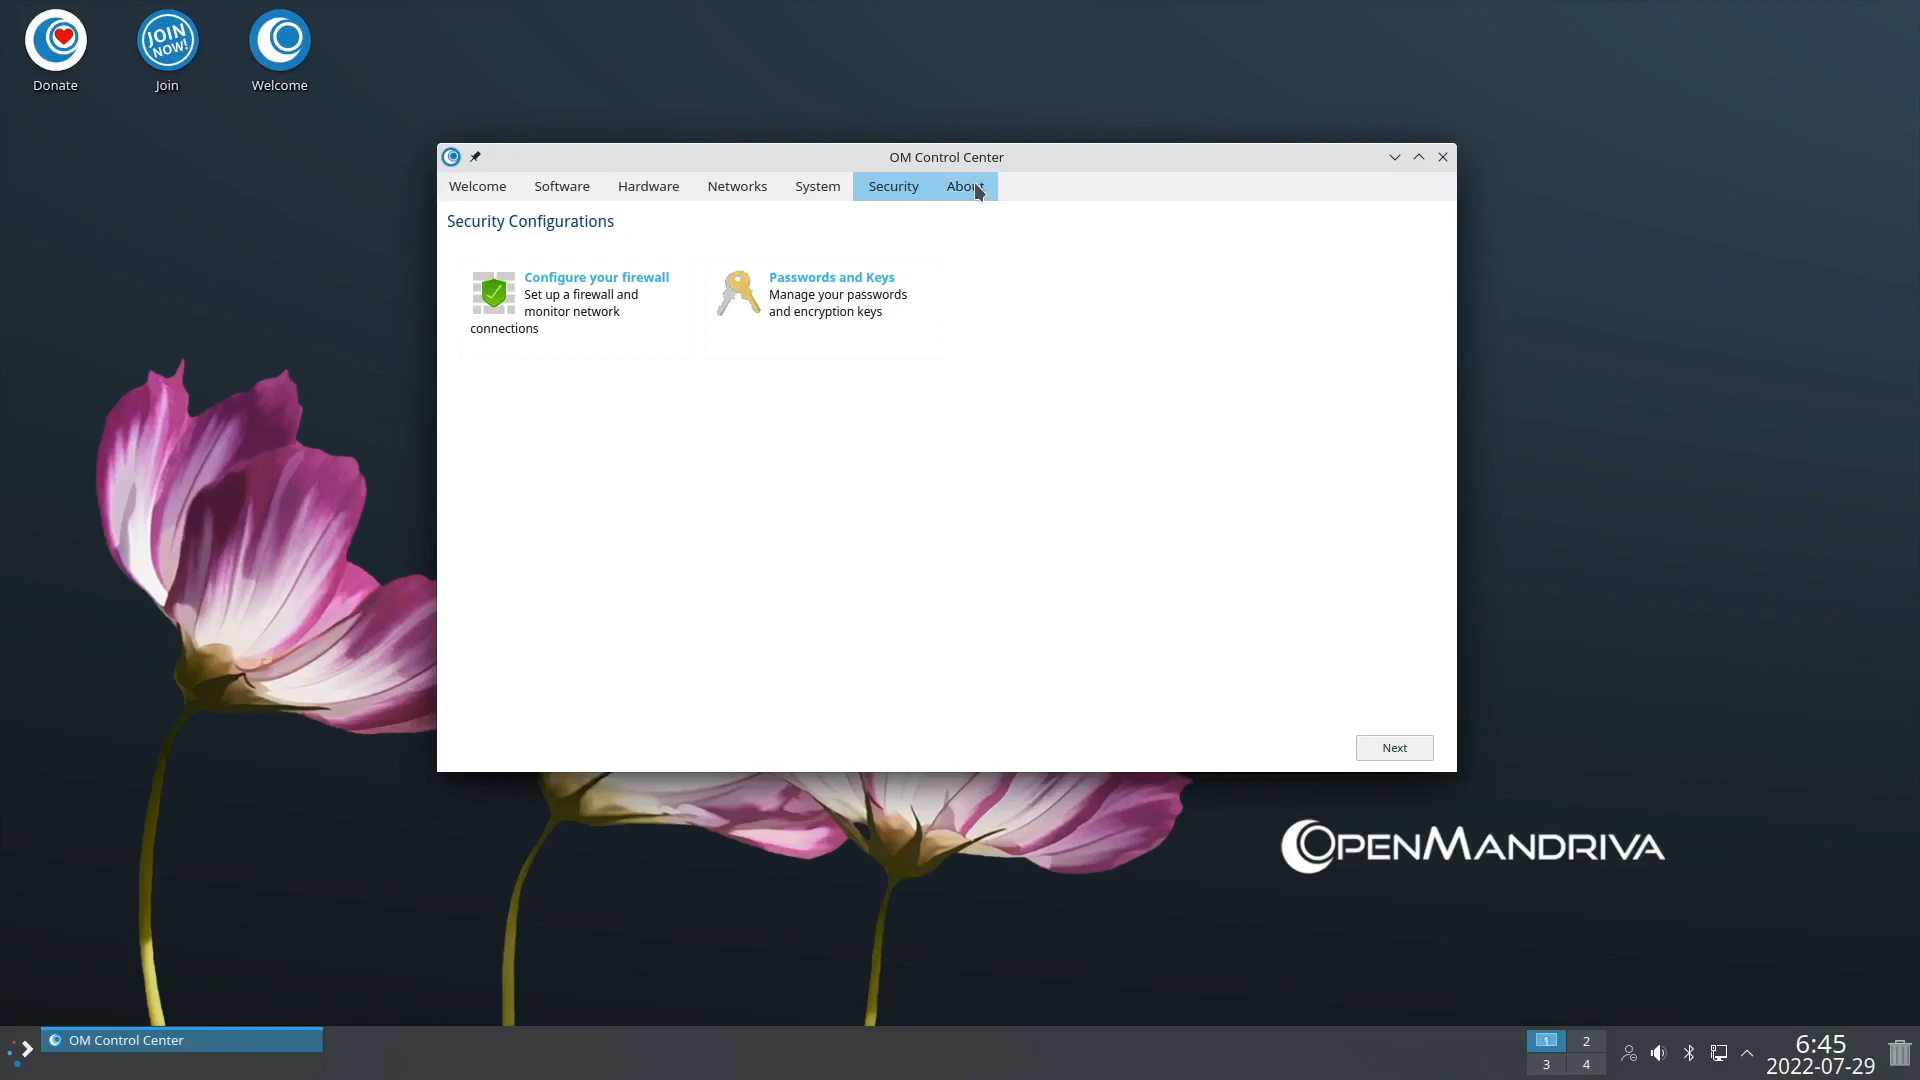 Donate
JOIN NOW!
Join
Welcome
OM Control Center
Welcome Software Hardware Networks System Security About
Security Configurations
Configure your firewall
Set up a firewall and
monitor network
connections
Passwords and Keys
Manage your passwords
and encryption keys
Next
OPENMANDRIVA
OM Control Center
1 2
3 4
6:45
2022-07-29